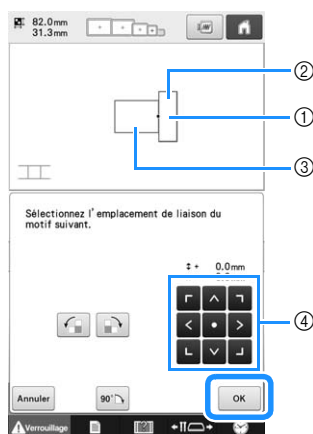 82.0mm
31.3mm
②
①
③
Sélectionnez l'emplacement de liaison du
motif suivant.
+ 0.0mm
④
Annuler
90°
OK
Verrouillage